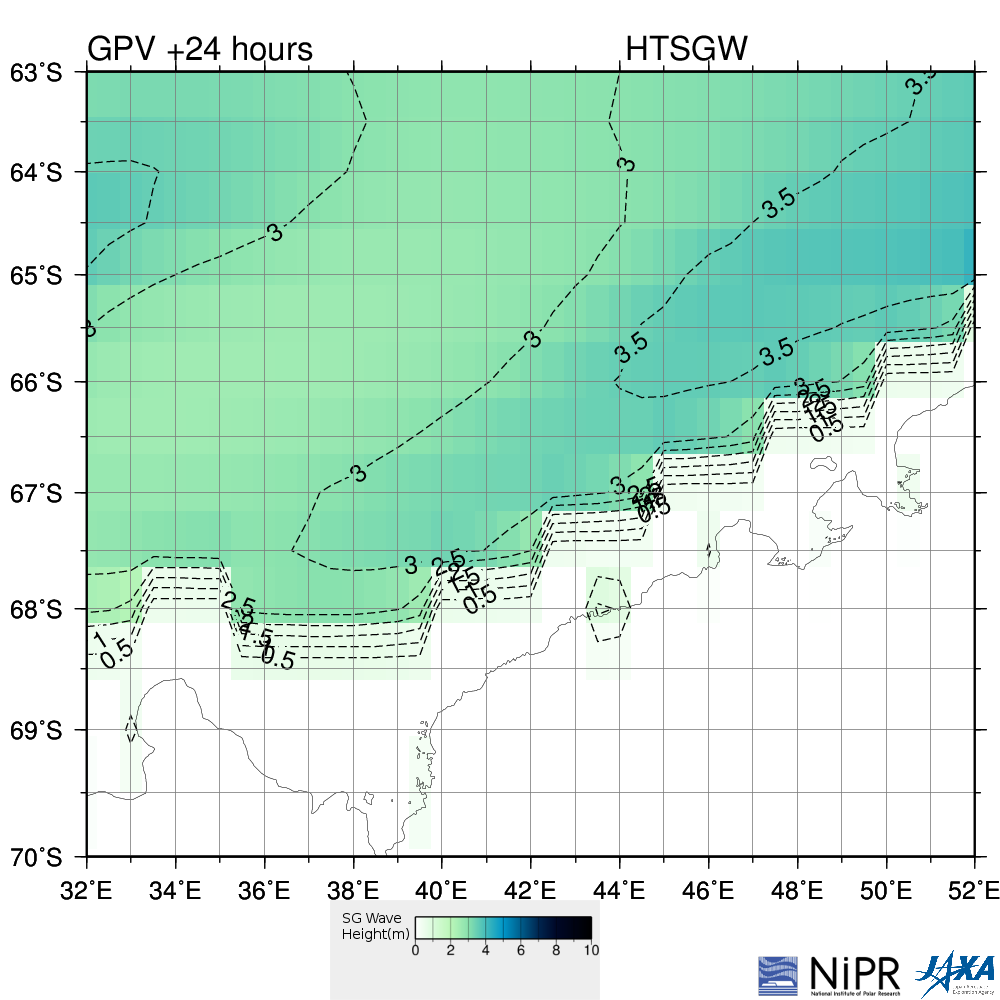 GPV +24 hours HTSGW
63°S
3.5
3
64°S
3.5
3
65°S
3
3.5
3
3.5
66°S
3
2.5
0.5
3
67°S
3
2.5
0.5
3
2.5
0.5
68°S
2.5
1.5
1
0.5
1
0.5
69°S
70°S
32°E 34°E 36°E 38°E 40°E 42°E 44°E 46°E 48°E 50°E 52°E
SG Wave
Height(m)
0 2 4 6 8 10
NiPR
National Institute of Polar Research
JAXA
Japan Aerospace Exploration Agency